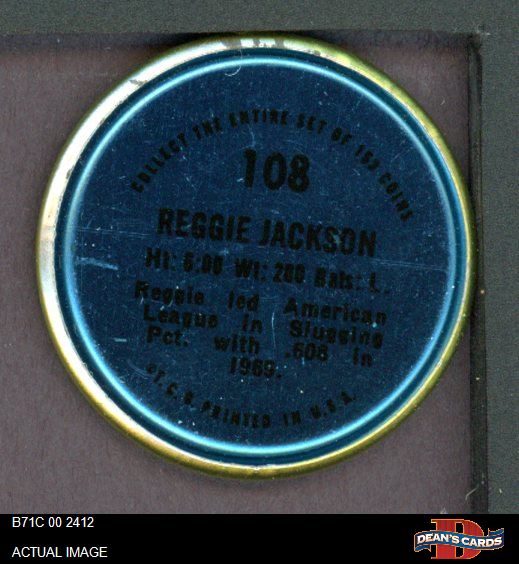 COLLECT THE ENTIRE SET OF 153 COINS
108
REGGIE JACKSON
Ht: 6.00 Wt: 200 Bats: L.
Reggie led American
League in Slugging
Pct. with .608 in
1969.
©T.C.G. PRINTED IN U.S.A.
B71C 00 2412
ACTUAL IMAGE
D
DEAN'S CARDS